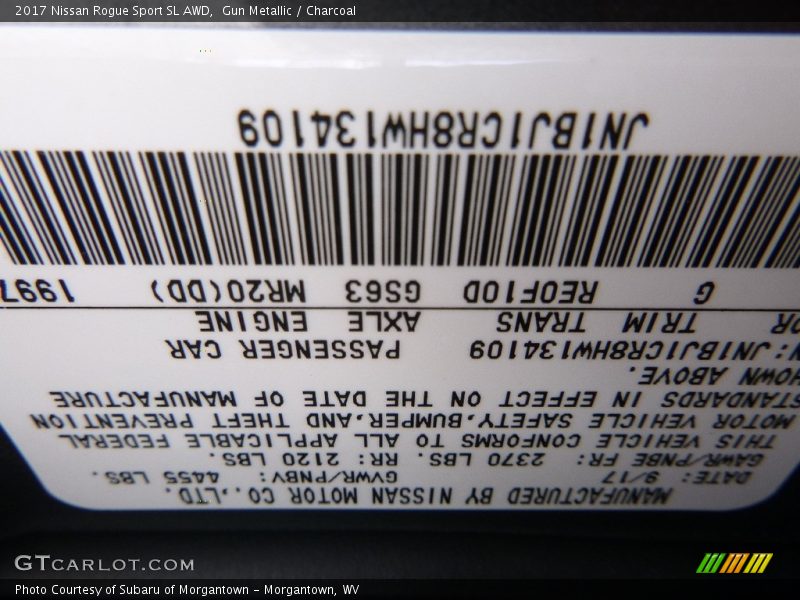 2017 Nissan Rogue Sport SL AWD, Gun Metallic / Charcoal
MANUFACTURED BY NISSAN MOTOR CO.,LTD.
DATE: 9/17 GVWR/PNBV: 4455 LBS.
GAWR/PNBE FR: 2370 LBS. RR: 2120 LBS.
THIS VEHICLE CONFORMS TO ALL APPLICABLE FEDERAL
MOTOR VEHICLE SAFETY,BUMPER,AND THEFT PREVENTION
STANDARDS IN EFFECT ON THE DATE OF MANUFACTURE
HOWN ABOVE.
N:JN1BJ1CR8HW134109 PASSENGER CAR
OR TRIM TRANS AXLE ENGINE
G RE0F10D GS63 MR20(DD) 1997
JN1BJ1CR8HW134109
GTCARLOT.COM
Photo Courtesy of Subaru of Morgantown - Morgantown, WV